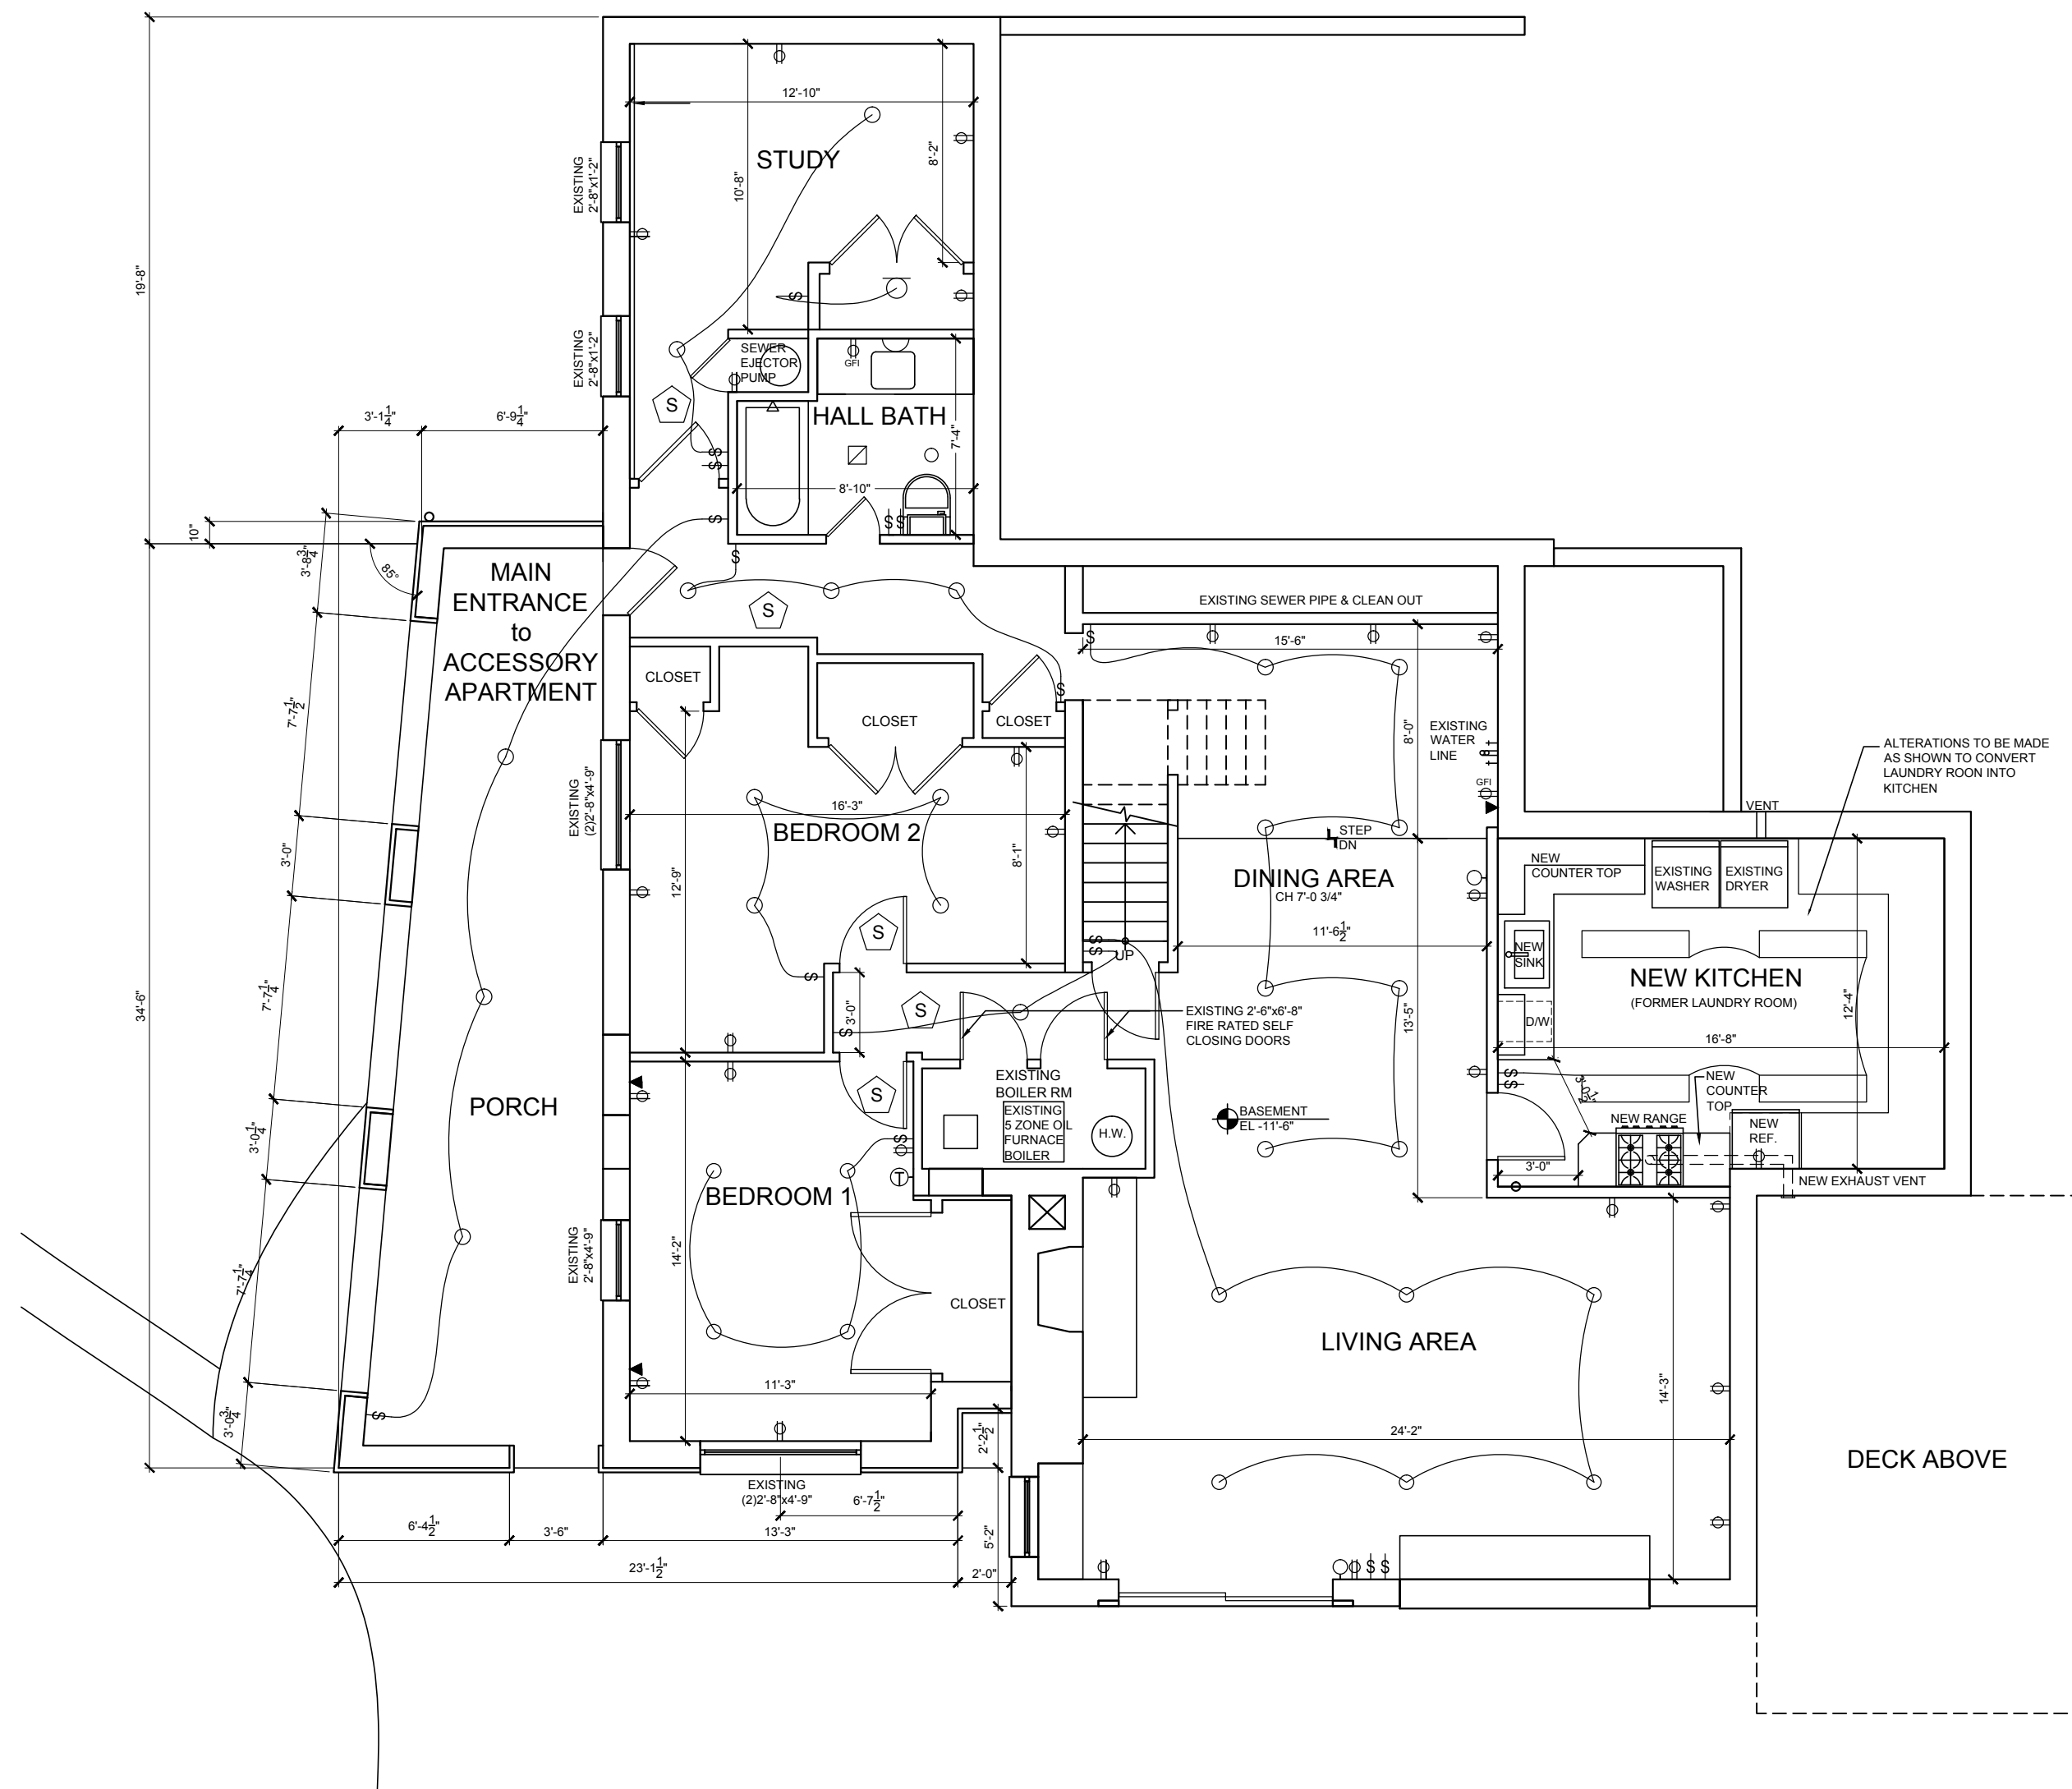 12'-10"
STUDY
8'-2"
10'-8"
EXISTING
2'-8"x1'-2"
19'-8"
S
EXISTING
2'-8"x1'-2"
SEWER
EJECTOR
PUMP
GFI
S
3'-1 1/4"
6'-9 1/4"
HALL BATH
7'-4"
S
S
8'-10"
S
S S
10"
3'-8 3/4"
85°
S
MAIN
ENTRANCE
to
ACCESSORY
APARTMENT
S
EXISTING SEWER PIPE & CLEAN OUT
S
15'-6"
CLOSET
S
CLOSET
CLOSET
7'-7 1/2"
EXISTING
WATER
LINE
8'-0"
GFI
ALTERATIONS TO BE MADE
AS SHOWN TO CONVERT
LAUNDRY ROON INTO
KITCHEN
VENT
EXISTING
(2)2'-8"x4'-9"
16'-3"
BEDROOM 2
8'-1"
12'-9"
STEP
DN
3'-0"
DINING AREA
CH 7'-0 3/4"
11'-6 1/2"
NEW
COUNTER TOP
EXISTING
WASHER
EXISTING
DRYER
S
S
S
UP
NEW
SINK
NEW KITCHEN
(FORMER LAUNDRY ROOM)
12'-4"
S
34'-6"
7'-7 1/4"
3'-0"
S
S
EXISTING 2'-6"x6'-8"
FIRE RATED SELF
CLOSING DOORS
13'-5"
D/W
16'-8"
S
S
3'-0 1/2"
NEW
COUNTER
TOP
EXISTING
BOILER RM
EXISTING
5 ZONE OIL
FURNACE
BOILER
H.W.
S
PORCH
BASEMENT
EL -11'-6"
NEW RANGE
NEW
REF.
3'-0 1/4"
S
T
3'-0"
NEW EXHAUST VENT
BEDROOM 1
EXISTING
2'-8"x4'-9"
14'-2"
7'-7 1/4"
CLOSET
LIVING AREA
11'-3"
14'-3"
S
3'-0 3/4"
2'-2 1/2"
24'-2"
DECK ABOVE
EXISTING
(2)2'-8"x4'-9"
6'-7 1/2"
6'-4 1/2"
3'-6"
13'-3"
5'-2"
23'-1 1/2"
2'-0"
S S